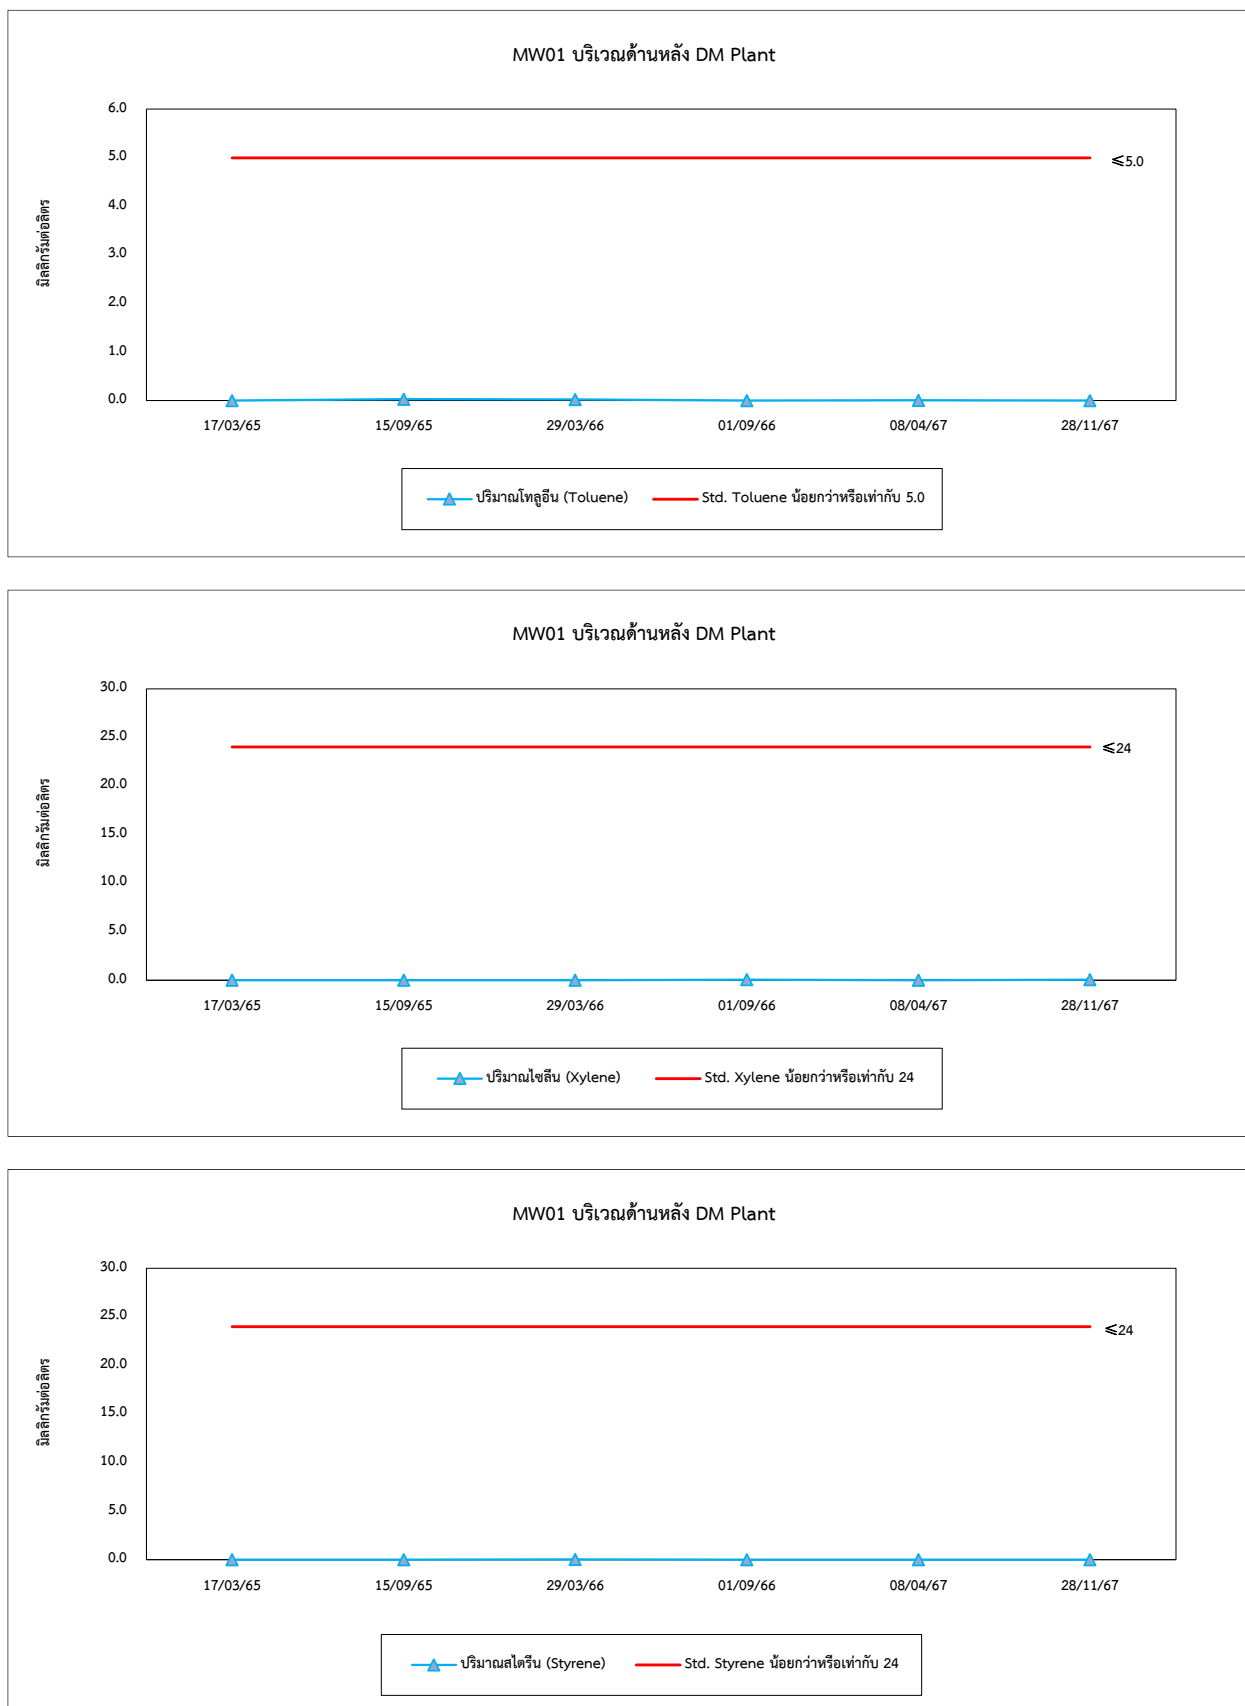 MW01 บริเวณด้านหลัง DM Plant
6.0
5.0
4.0
3.0
2.0
1.0
0.0
มิลลิกรัมต่อลิตร
≤5.0
17/03/65 15/09/65 29/03/66 01/09/66 08/04/67 28/11/67
ปริมาณโทลูอีน (Toluene) Std. Toluene น้อยกว่าหรือเท่ากับ 5.0
MW01 บริเวณด้านหลัง DM Plant
30.0
25.0
20.0
15.0
10.0
5.0
0.0
มิลลิกรัมต่อลิตร
≤24
17/03/65 15/09/65 29/03/66 01/09/66 08/04/67 28/11/67
ปริมาณไซลีน (Xylene) Std. Xylene น้อยกว่าหรือเท่ากับ 24
MW01 บริเวณด้านหลัง DM Plant
30.0
25.0
20.0
15.0
10.0
5.0
0.0
มิลลิกรัมต่อลิตร
≤24
17/03/65 15/09/65 29/03/66 01/09/66 08/04/67 28/11/67
ปริมาณสไตรีน (Styrene) Std. Styrene น้อยกว่าหรือเท่ากับ 24